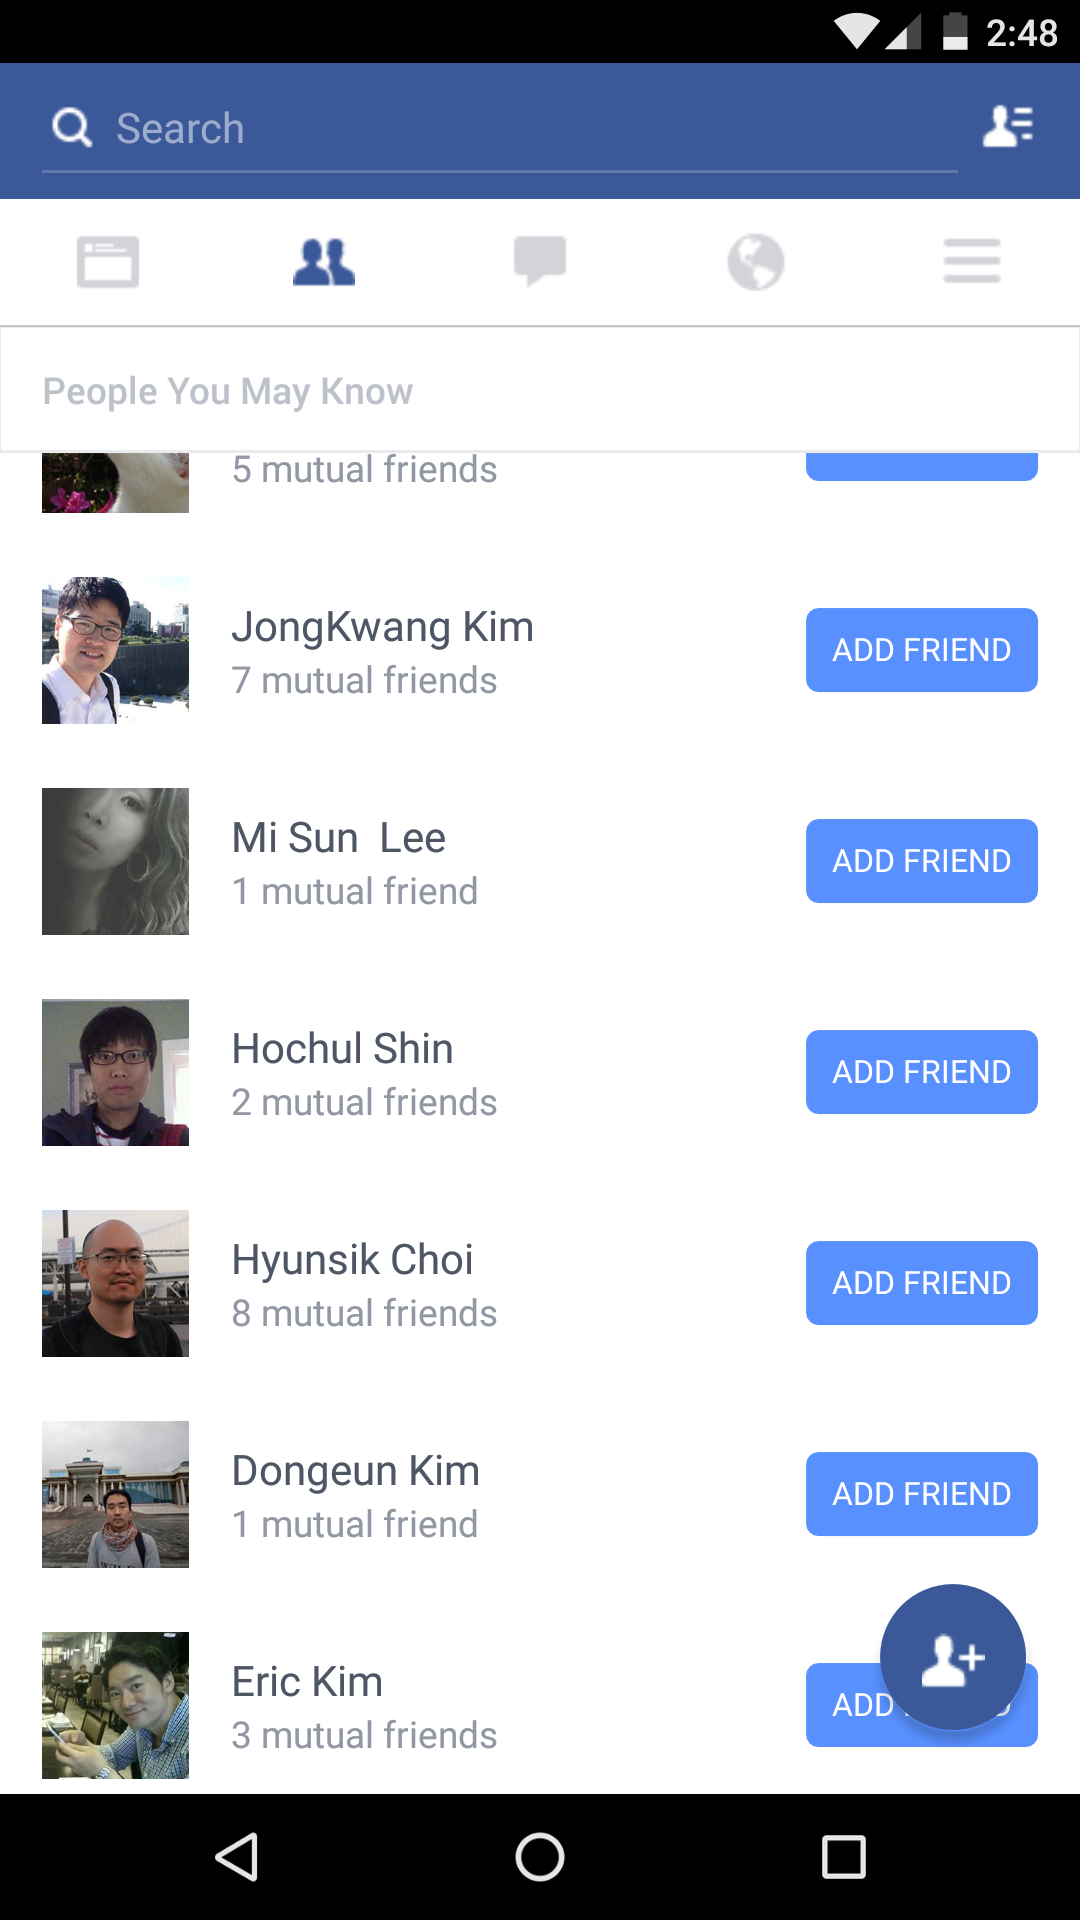 2:48
Search
People You May Know
5 mutual friends
JongKwang Kim
7 mutual friends
ADD FRIEND
Mi Sun  Lee
1 mutual friend
ADD FRIEND
Hochul Shin
2 mutual friends
ADD FRIEND
Hyunsik Choi
8 mutual friends
ADD FRIEND
Dongeun Kim
1 mutual friend
ADD FRIEND
Eric Kim
3 mutual friends
ADD